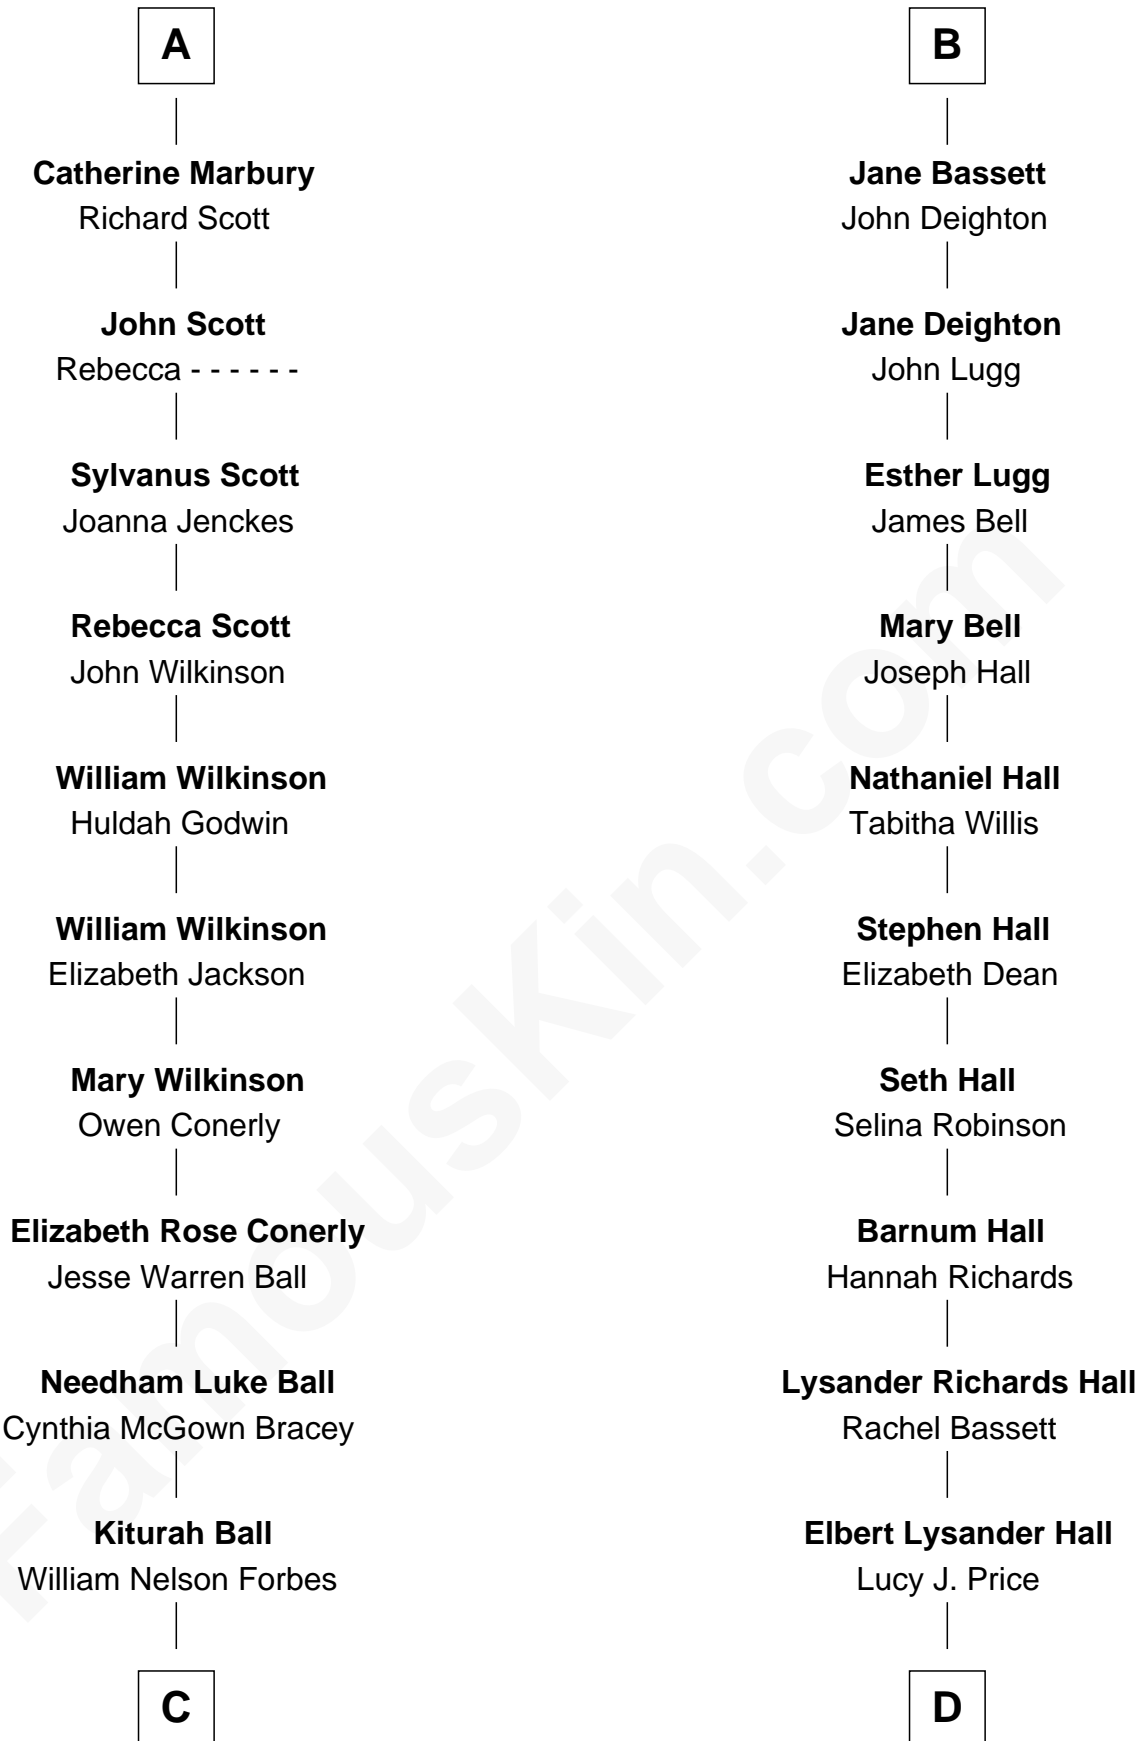 A
Catherine Marbury
Richard Scott
John Scott
Rebecca - - - - - -
Sylvanus Scott
Joanna Jenckes
Rebecca Scott
John Wilkinson
William Wilkinson
Huldah Godwin
William Wilkinson
Elizabeth Jackson
Mary Wilkinson
Owen Conerly
Elizabeth Rose Conerly
Jesse Warren Ball
Needham Luke Ball
Cynthia McGown Bracey
Kiturah Ball
William Nelson Forbes
C
B
Jane Bassett
John Deighton
Jane Deighton
John Lugg
Esther Lugg
James Bell
Mary Bell
Joseph Hall
Nathaniel Hall
Tabitha Willis
Stephen Hall
Elizabeth Dean
Seth Hall
Selina Robinson
Barnum Hall
Hannah Richards
Lysander Richards Hall
Rachel Bassett
Elbert Lysander Hall
Lucy J. Price
D
FamousKin.com